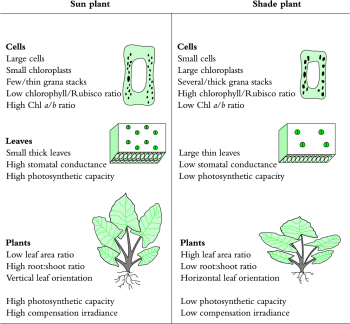 Sun plant
Cells
Large cells
Small chloroplasts
Few/thin grana stacks
Low chlorophyll/Rubisco ratio
High Chl a/b ratio
Leaves
Small thick leaves
High stomatal conductance
High photosynthetic capacity
Plants
Low leaf area ratio
High root:shoot ratio
Vertical leaf orientation
High photosynthetic capacity
High compensation irradiance
Shade plant
Cells
Small cells
Large chloroplasts
Several/thick grana stacks
High chlorophyll/Rubisco ratio
Low Chl a/b ratio
Large thin leaves
Low stomatal conductance
Low photosynthetic capacity
Plants
High leaf area ratio
Low root:shoot ratio
Horizontal leaf orientation
Low photosynthetic capacity
Low compensation irradiance